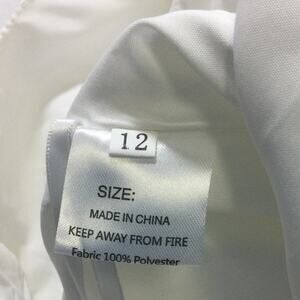 12
SIZE:
MADE IN CHINA
KEEP AWAY FROM FIRE
Fabric 100% Polyester